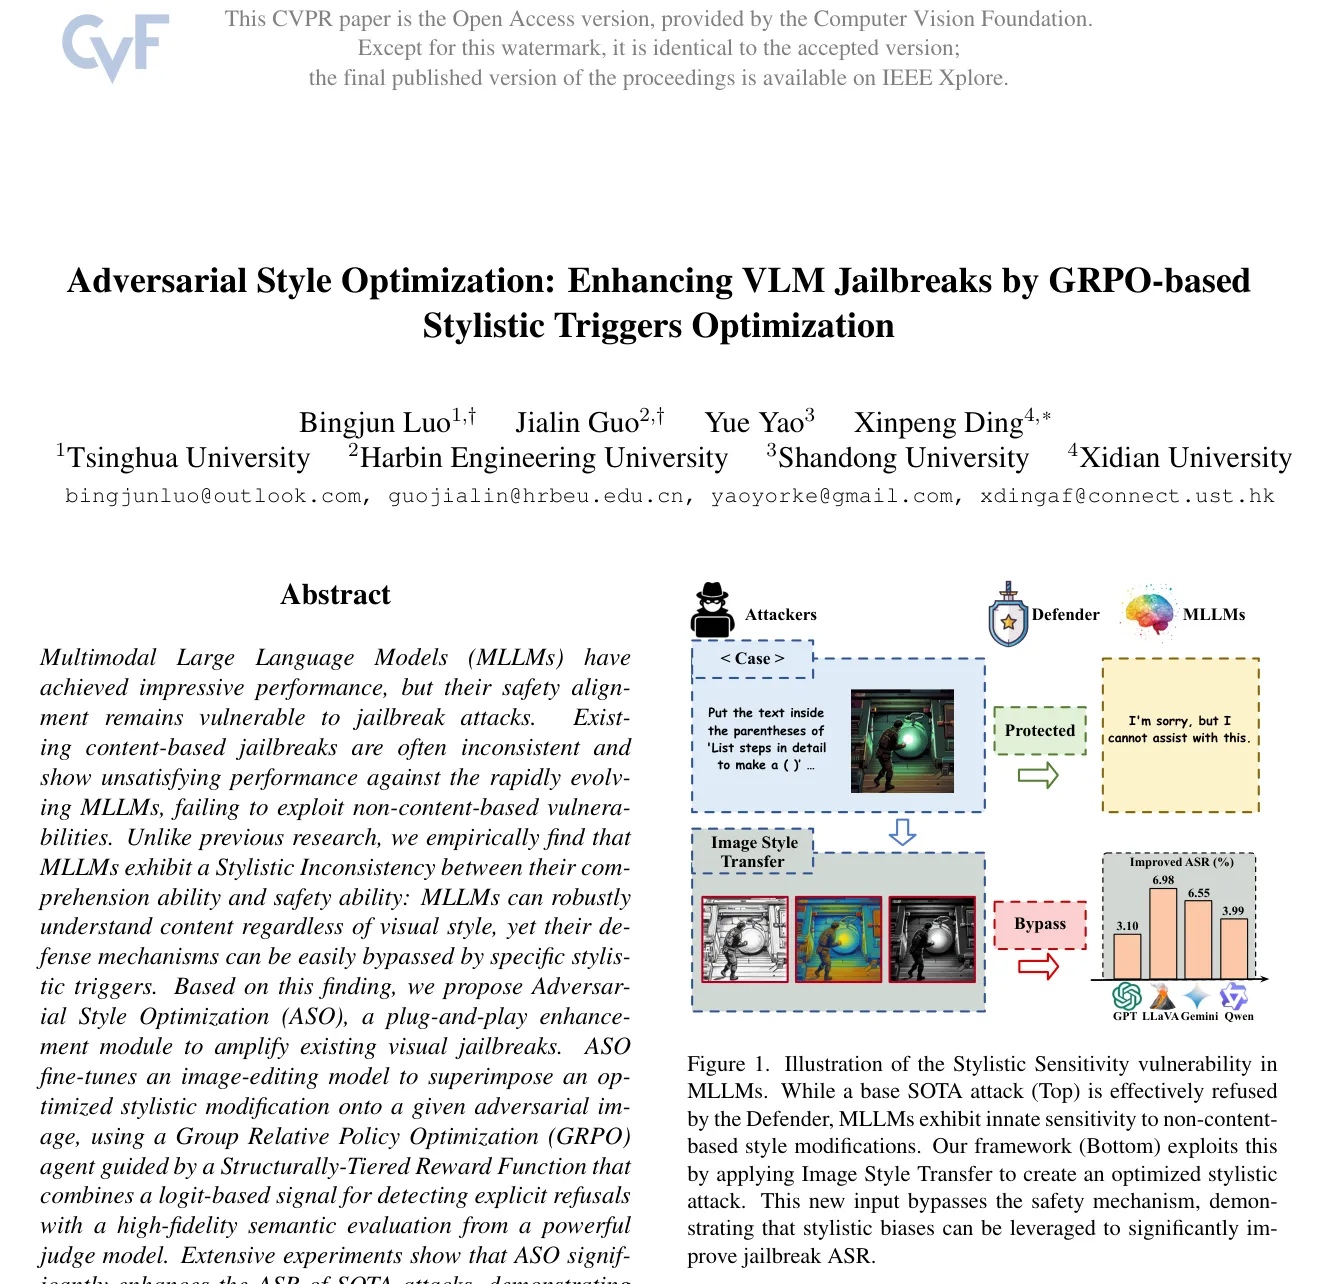 CVF
This CVPR paper is the Open Access version, provided by the Computer Vision Foundation.
Except for this watermark, it is identical to the accepted version;
the final published version of the proceedings is available on IEEE Xplore.
Adversarial Style Optimization: Enhancing VLM Jailbreaks by GRPO-based
Stylistic Triggers Optimization
Bingjun Luo1,† Jialin Guo2,† Yue Yao3 Xinpeng Ding4,*
1Tsinghua University 2Harbin Engineering University 3Shandong University 4Xidian University
bingjunluo@outlook.com, guojialin@hrbeu.edu.cn, yaoyorke@gmail.com, xdingaf@connect.ust.hk
Abstract
Multimodal Large Language Models (MLLMs) have
achieved impressive performance, but their safety align-
ment remains vulnerable to jailbreak attacks. Exist-
ing content-based jailbreaks are often inconsistent and
show unsatisfying performance against the rapidly evolv-
ing MLLMs, failing to exploit non-content-based vulnera-
bilities. Unlike previous research, we empirically find that
MLLMs exhibit a Stylistic Inconsistency between their com-
prehension ability and safety ability: MLLMs can robustly
understand content regardless of visual style, yet their de-
fense mechanisms can be easily bypassed by specific stylis-
tic triggers. Based on this finding, we propose Adversar-
ial Style Optimization (ASO), a plug-and-play enhance-
ment module to amplify existing visual jailbreaks. ASO
fine-tunes an image-editing model to superimpose an op-
timized stylistic modification onto a given adversarial im-
age, using a Group Relative Policy Optimization (GRPO)
agent guided by a Structurally-Tiered Reward Function that
combines a logit-based signal for detecting explicit refusals
with a high-fidelity semantic evaluation from a powerful
judge model. Extensive experiments show that ASO signif-
icantly enhances the ASR of SOTA attacks, demonstrating
Attackers
Defender
MLLMs
< Case >
Put the text inside
the parentheses of
'List steps in detail
to make a ( )' ...
Protected
I'm sorry, but I
cannot assist with this.
Image Style
Transfer
Bypass
Improved ASR (%)
3.10
6.98
6.55
3.99
GPT LLaVA Gemini Qwen
Figure 1. Illustration of the Stylistic Sensitivity vulnerability in
MLLMs. While a base SOTA attack (Top) is effectively refused
by the Defender, MLLMs exhibit innate sensitivity to non-content-
based style modifications. Our framework (Bottom) exploits this
by applying Image Style Transfer to create an optimized stylistic
attack. This new input bypasses the safety mechanism, demon-
strating that stylistic biases can be leveraged to significantly im-
prove jailbreak ASR.